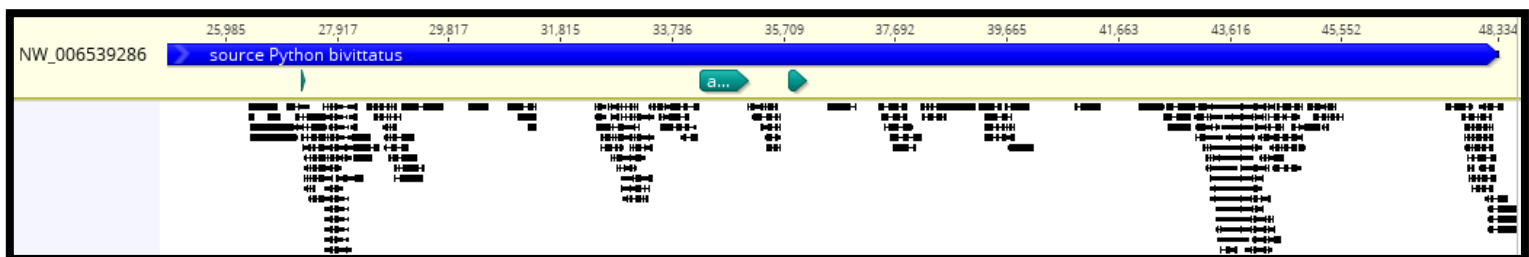 25,985 27,917 29,817 31,815 33,736 35,709 37,692 39,665 41,663 43,616 45,552 48,334
NW_006539286 source Python bivittatus
a...